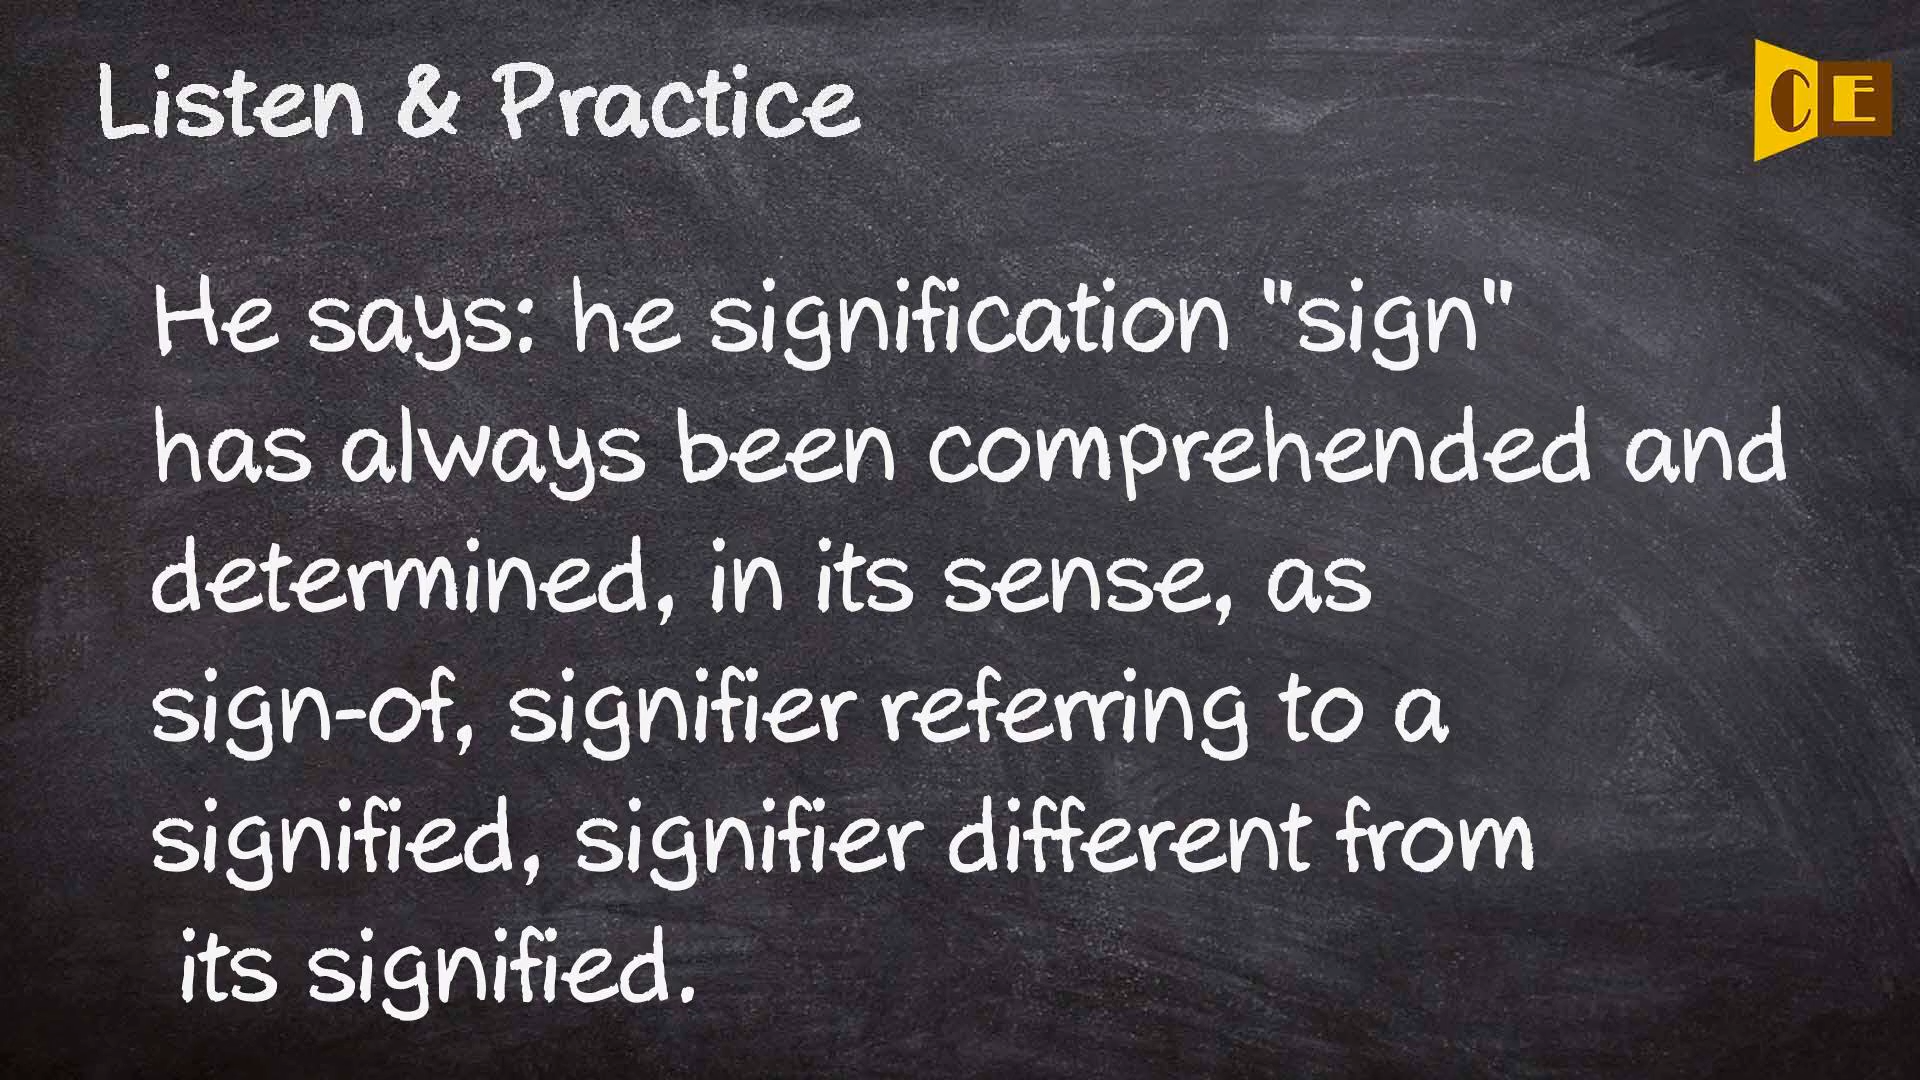 Listen & Practice
CE
He says: he signification "sign"
has always been comprehended and
determined, in its sense, as
sign-of, signifier referring to a
signified, signifier different from
its signified.